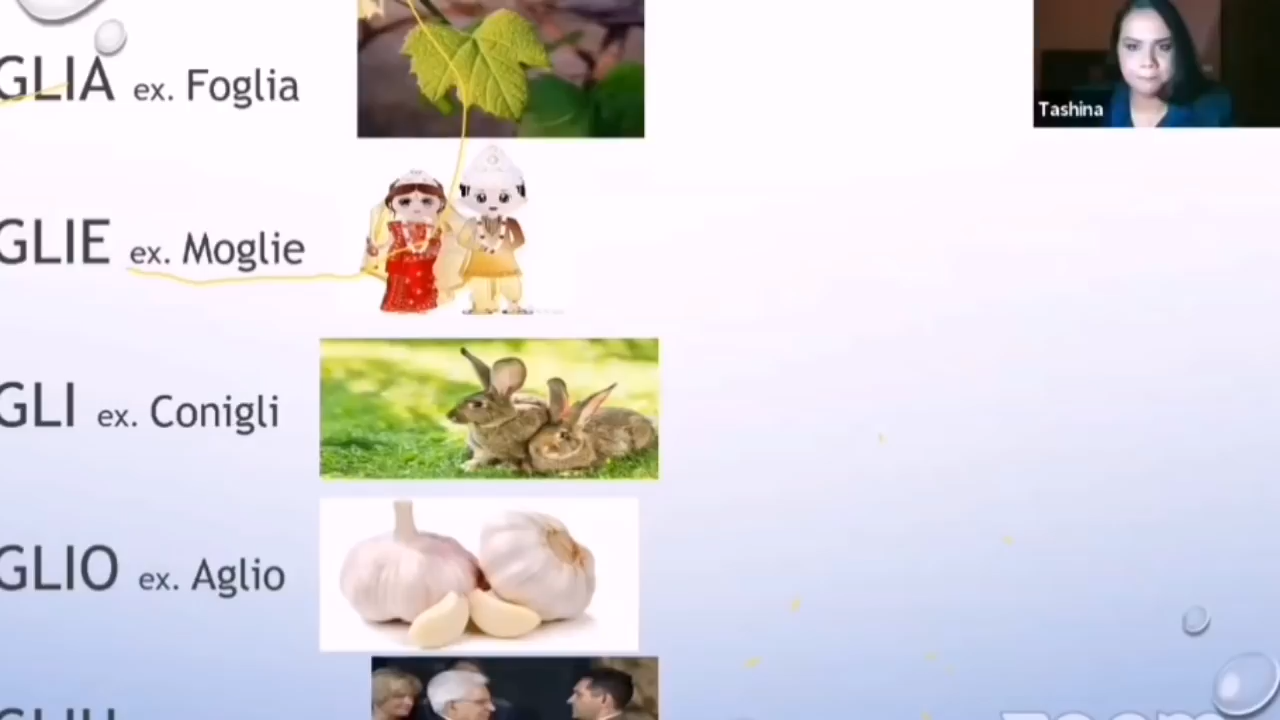 GLIA ex. Foglia
Tashina
GLIE ex. Moglie
GLI ex. Conigli
GLIO ex. Aglio